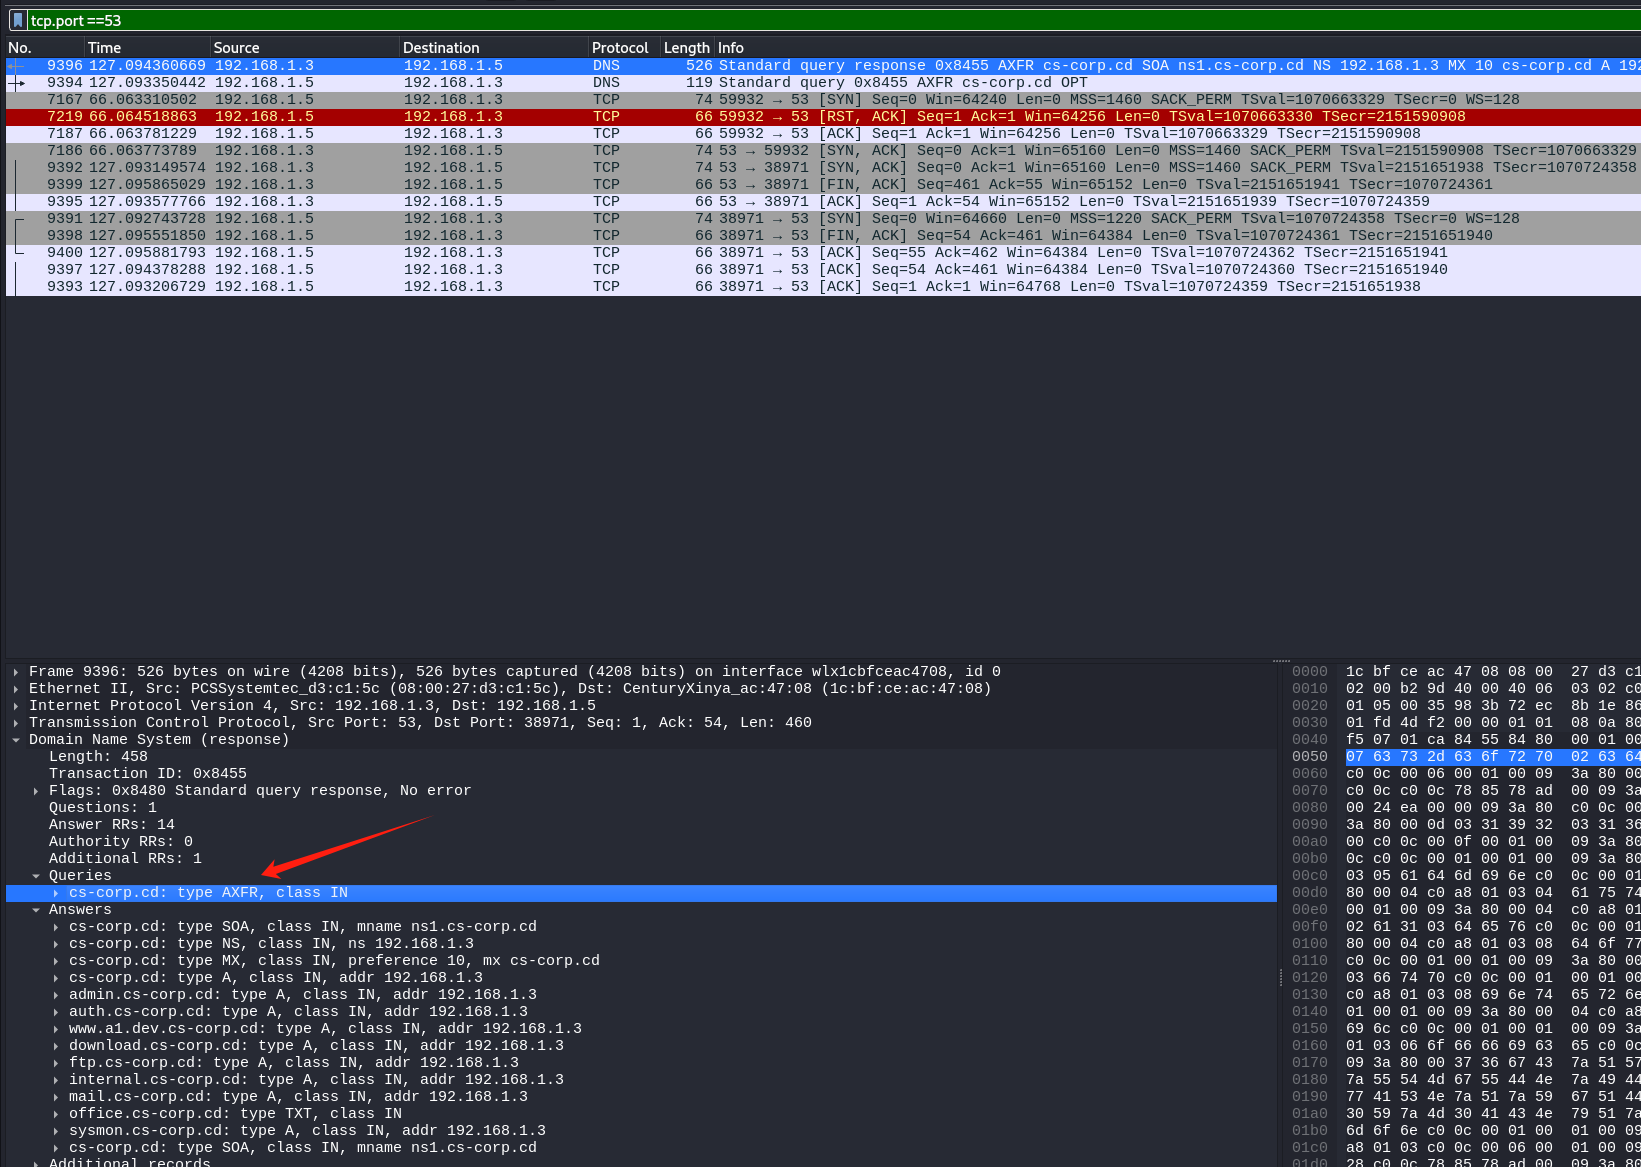 tcp.port ==53
No. Time Source Destination Protocol Length Info
9396 127.094360669 192.168.1.3 192.168.1.5 DNS 526 Standard query response 0x8455 AXFR cs-corp.cd SOA ns1.cs-corp.cd NS 192.168.1.3 MX 10 cs-corp.cd A 192
9394 127.093350442 192.168.1.5 192.168.1.3 DNS 119 Standard query 0x8455 AXFR cs-corp.cd OPT
7167 66.063310502 192.168.1.5 192.168.1.3 TCP 74 59932 → 53 [SYN] Seq=0 Win=64240 Len=0 MSS=1460 SACK_PERM TSval=1070663329 TSecr=0 WS=128
7219 66.064518863 192.168.1.5 192.168.1.3 TCP 66 59932 → 53 [RST, ACK] Seq=1 Ack=1 Win=64256 Len=0 TSval=1070663330 TSecr=2151590908
7187 66.063781229 192.168.1.5 192.168.1.3 TCP 66 59932 → 53 [ACK] Seq=1 Ack=1 Win=64256 Len=0 TSval=1070663329 TSecr=2151590908
7186 66.063773789 192.168.1.3 192.168.1.5 TCP 74 53 → 59932 [SYN, ACK] Seq=0 Ack=1 Win=65160 Len=0 MSS=1460 SACK_PERM TSval=2151590908 TSecr=1070663329
9392 127.093149574 192.168.1.3 192.168.1.5 TCP 74 53 → 38971 [SYN, ACK] Seq=0 Ack=1 Win=65160 Len=0 MSS=1460 SACK_PERM TSval=2151651938 TSecr=1070724358
9399 127.095865029 192.168.1.3 192.168.1.5 TCP 66 53 → 38971 [FIN, ACK] Seq=461 Ack=55 Win=65152 Len=0 TSval=2151651941 TSecr=1070724361
9395 127.093577766 192.168.1.3 192.168.1.5 TCP 66 53 → 38971 [ACK] Seq=1 Ack=54 Win=65152 Len=0 TSval=2151651939 TSecr=1070724359
9391 127.092743728 192.168.1.5 192.168.1.3 TCP 74 38971 → 53 [SYN] Seq=0 Win=64660 Len=0 MSS=1220 SACK_PERM TSval=1070724358 TSecr=0 WS=128
9398 127.095551850 192.168.1.5 192.168.1.3 TCP 66 38971 → 53 [FIN, ACK] Seq=54 Ack=461 Win=64384 Len=0 TSval=1070724361 TSecr=2151651940
9400 127.095881793 192.168.1.5 192.168.1.3 TCP 66 38971 → 53 [ACK] Seq=55 Ack=462 Win=64384 Len=0 TSval=1070724362 TSecr=2151651941
9397 127.094378288 192.168.1.5 192.168.1.3 TCP 66 38971 → 53 [ACK] Seq=54 Ack=461 Win=64384 Len=0 TSval=1070724360 TSecr=2151651940
9393 127.093206729 192.168.1.5 192.168.1.3 TCP 66 38971 → 53 [ACK] Seq=1 Ack=1 Win=64768 Len=0 TSval=1070724359 TSecr=2151651938
Frame 9396: 526 bytes on wire (4208 bits), 526 bytes captured (4208 bits) on interface wlx1cbfceac4708, id 0
Ethernet II, Src: PCSSystemtec_d3:c1:5c (08:00:27:d3:c1:5c), Dst: CenturyXinya_ac:47:08 (1c:bf:ce:ac:47:08)
Internet Protocol Version 4, Src: 192.168.1.3, Dst: 192.168.1.5
Transmission Control Protocol, Src Port: 53, Dst Port: 38971, Seq: 1, Ack: 54, Len: 460
Domain Name System (response)
Length: 458
Transaction ID: 0x8455
Flags: 0x8480 Standard query response, No error
Questions: 1
Answer RRs: 14
Authority RRs: 0
Additional RRs: 1
Queries
cs-corp.cd: type AXFR, class IN
Answers
cs-corp.cd: type SOA, class IN, mname ns1.cs-corp.cd
cs-corp.cd: type NS, class IN, ns 192.168.1.3
cs-corp.cd: type MX, class IN, preference 10, mx cs-corp.cd
cs-corp.cd: type A, class IN, addr 192.168.1.3
admin.cs-corp.cd: type A, class IN, addr 192.168.1.3
auth.cs-corp.cd: type A, class IN, addr 192.168.1.3
www.a1.dev.cs-corp.cd: type A, class IN, addr 192.168.1.3
download.cs-corp.cd: type A, class IN, addr 192.168.1.3
ftp.cs-corp.cd: type A, class IN, addr 192.168.1.3
internal.cs-corp.cd: type A, class IN, addr 192.168.1.3
mail.cs-corp.cd: type A, class IN, addr 192.168.1.3
office.cs-corp.cd: type TXT, class IN
sysmon.cs-corp.cd: type A, class IN, addr 192.168.1.3
cs-corp.cd: type SOA, class IN, mname ns1.cs-corp.cd
Additional records
0000 1c bf ce ac 47 08 08 00 27 d3 c1
0010 02 00 b2 9d 40 00 40 06 03 02 c0
0020 01 05 00 35 98 3b 72 ec 8b 1e 86
0030 01 fd 4d f2 00 00 01 01 08 0a 80
0040 f5 07 01 ca 84 55 84 80 00 01 00
0050 07 63 73 2d 63 6f 72 70 02 63 64
0060 c0 0c 00 06 00 01 00 09 3a 80 00
0070 c0 0c c0 0c 78 85 78 ad 00 09 3a
0080 00 24 ea 00 00 09 3a 80 c0 0c 00
0090 3a 80 00 0d 03 31 39 32 03 31 36
00a0 00 c0 0c 00 0f 00 01 00 09 3a 80
00b0 0c c0 0c 00 01 00 01 00 09 3a 80
00c0 03 05 61 64 6d 69 6e c0 0c 00 01
00d0 80 00 04 c0 a8 01 03 04 61 75 74
00e0 00 01 00 09 3a 80 00 04 c0 a8 01
00f0 02 61 31 03 64 65 76 c0 0c 00 01
0100 80 00 04 c0 a8 01 03 08 64 6f 77
0110 c0 0c 00 01 00 01 00 09 3a 80 00
0120 03 66 74 70 c0 0c 00 01 00 01 00
0130 c0 a8 01 03 08 69 6e 74 65 72 6e
0140 01 00 01 00 09 3a 80 00 04 c0 a8
0150 69 6c c0 0c 00 01 00 01 00 09 3a
0160 01 03 06 6f 66 66 69 63 65 c0 0c
0170 09 3a 80 00 37 36 67 43 7a 51 57
0180 7a 55 54 4d 67 55 44 4e 7a 49 44
0190 77 41 53 4e 7a 51 7a 59 67 51 44
01a0 30 59 7a 4d 30 41 43 4e 79 51 7a
01b0 6d 6f 6e c0 0c 00 01 00 01 00 09
01c0 a8 01 03 c0 0c 00 06 00 01 00 09
01d0 28 c0 0c 78 85 78 ad 00 09 3a 80